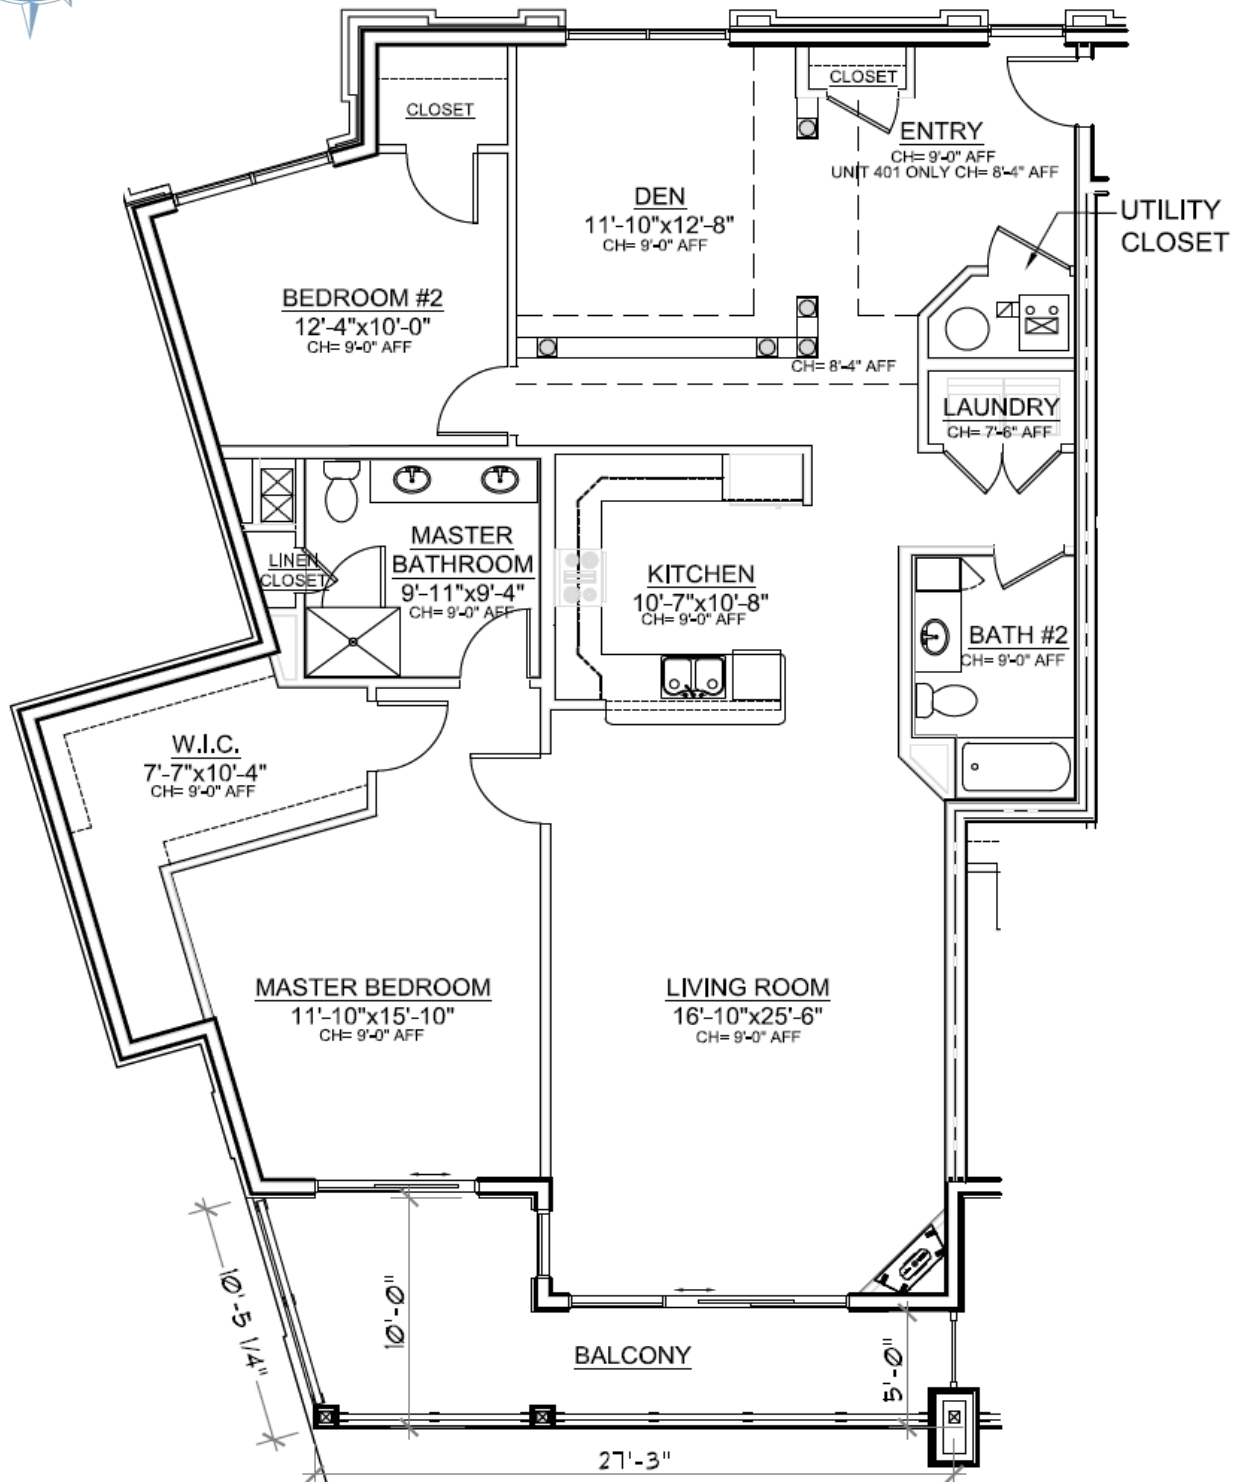 CLOSET
CLOSET
ENTRY
CH= 9'-0" AFF
UNIT 401 ONLY CH= 8'-4" AFF
DEN
11'-10"x12'-8"
CH= 9'-0" AFF
UTILITY
CLOSET
BEDROOM #2
12'-4"x10'-0"
CH= 9'-0" AFF
CH= 8'-4" AFF
LAUNDRY
CH= 7'-6" AFF
MASTER
BATHROOM
9'-11"x9'-4"
CH= 9'-0" AFF
LINEN
CLOSET
KITCHEN
10'-7"x10'-8"
CH= 9'-0" AFF
BATH #2
CH= 9'-0" AFF
W.I.C.
7'-7"x10'-4"
CH= 9'-0" AFF
MASTER BEDROOM
11'-10"x15'-10"
CH= 9'-0" AFF
LIVING ROOM
16'-10"x25'-6"
CH= 9'-0" AFF
10'-5 1/4"
10'-0"
BALCONY
5'-0"
27'-3"